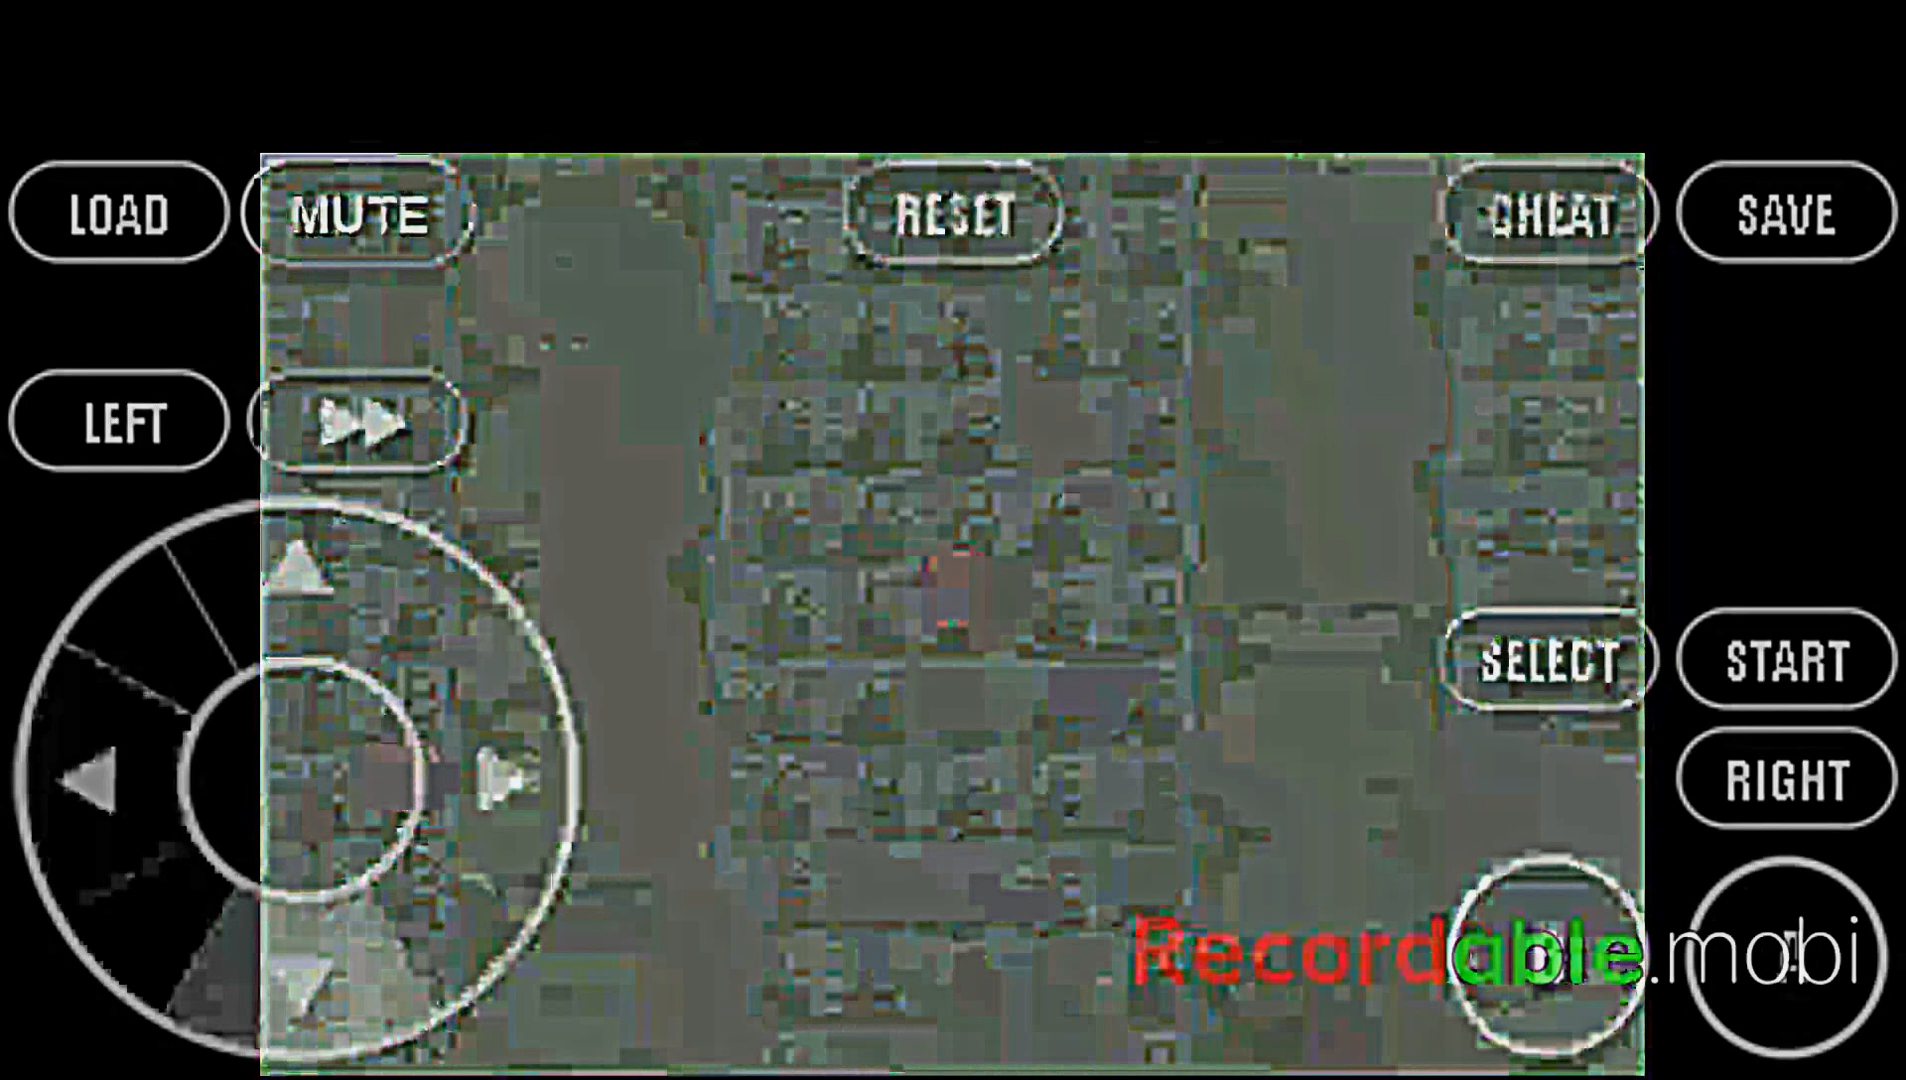 LOAD MUTE RESET CHEAT SAVE
LEFT
SELECT START
RIGHT
Recordable.mobi